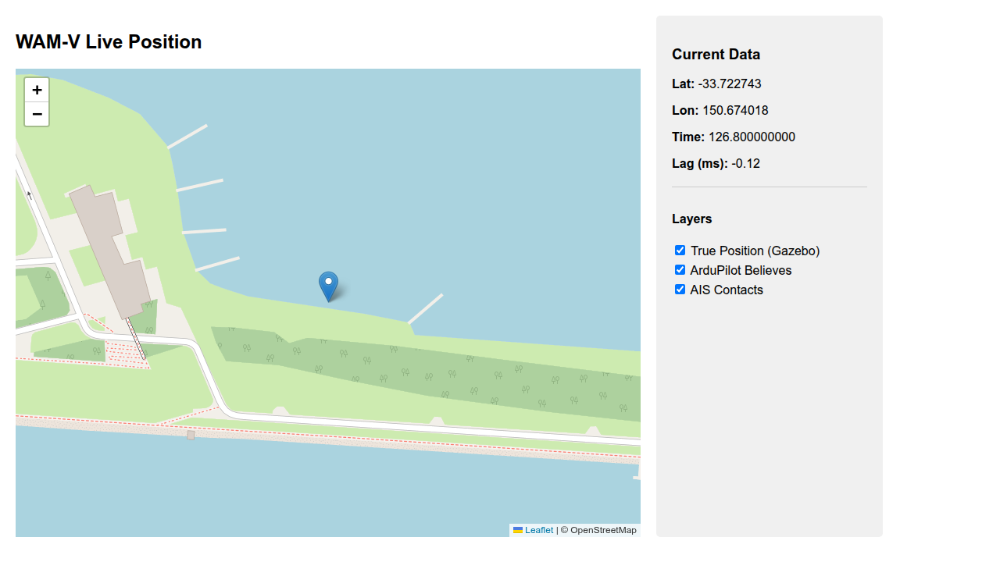 WAM-V Live Position
+
−
Leaflet | © OpenStreetMap
Current Data
Lat: -33.722743
Lon: 150.674018
Time: 126.800000000
Lag (ms): -0.12
Layers
True Position (Gazebo)
ArduPilot Believes
AIS Contacts